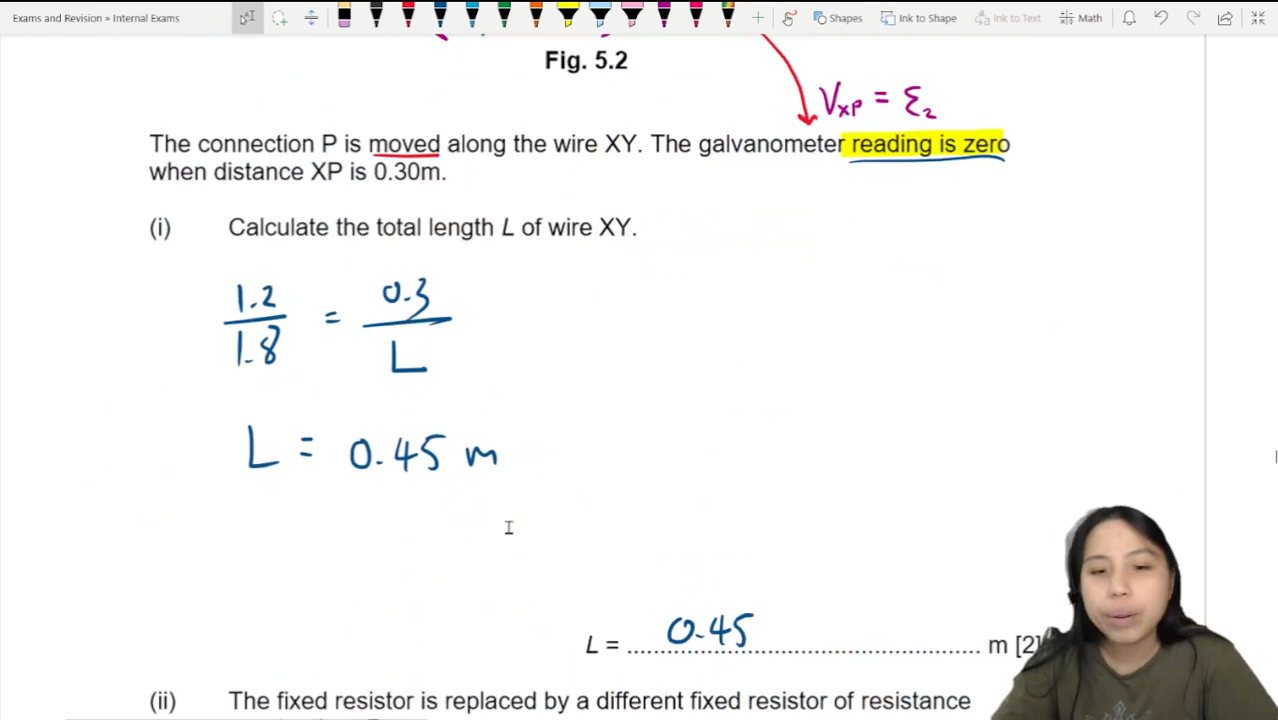 Exams and Revision » Internal Exams
Shapes
Ink to Shape
Ink to Text
Math
Fig. 5.2
VXP = Ɛ2
The connection P is moved along the wire XY. The galvanometer reading is zero
when distance XP is 0.30m.
(i) Calculate the total length L of wire XY.
1.2 / 1.8 = 0.3 / L
L = 0.45 m
L = 0.45 m [2]
(ii) The fixed resistor is replaced by a different fixed resistor of resistance